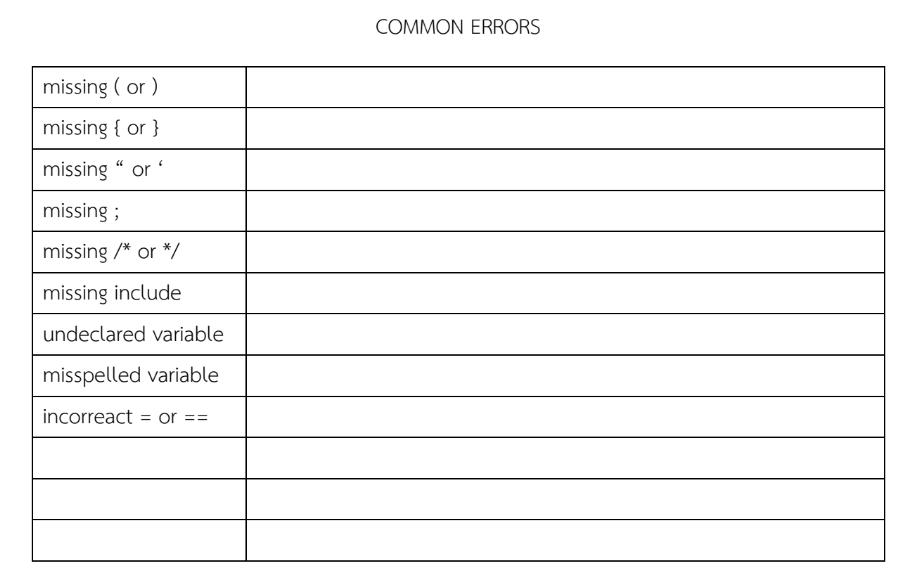 COMMON ERRORS
missing ( or )
missing { or }
missing “ or ‘
missing ;
missing /* or */
missing include
undeclared variable
misspelled variable
incorreact = or ==